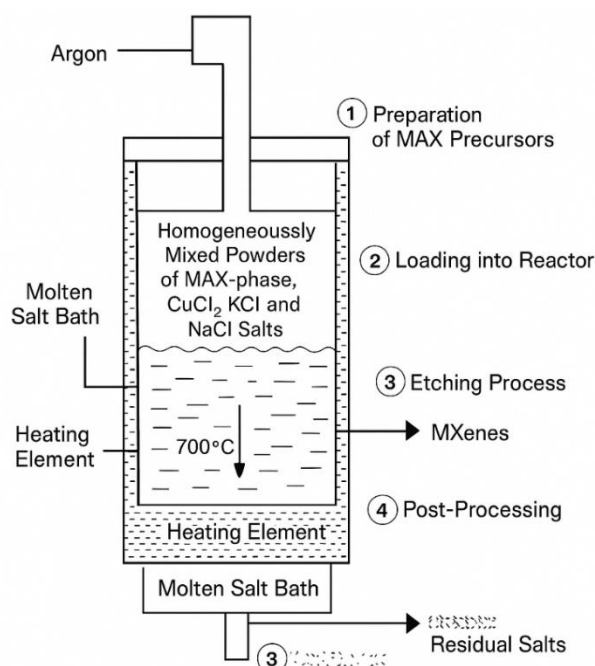 Argon
① Preparation
of MAX Precursors
Homogeneoussly
Mixed Powders
of MAX-phase,
CuCl₂ KCl and
NaCl Salts
② Loading into Reactor
Molten
Salt Bath
③ Etching Process
MXenes
Heating
Element
700°C
④ Post-Processing
Heating Element
Molten Salt Bath
Residual Salts
③